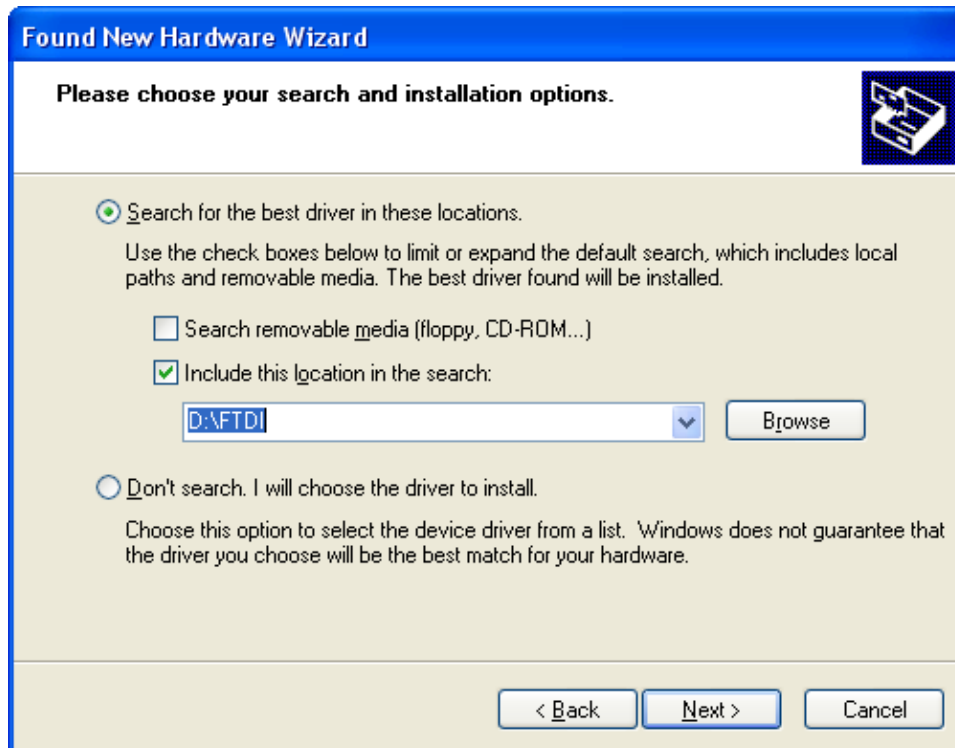 Found New Hardware Wizard
Please choose your search and installation options.
Search for the best driver in these locations.
Use the check boxes below to limit or expand the default search, which includes local
paths and removable media. The best driver found will be installed.
Search removable media (floppy, CD-ROM...)
Include this location in the search:
D:\FTDI
Browse
Don't search. I will choose the driver to install.
Choose this option to select the device driver from a list.  Windows does not guarantee that
the driver you choose will be the best match for your hardware.
< Back
Next >
Cancel